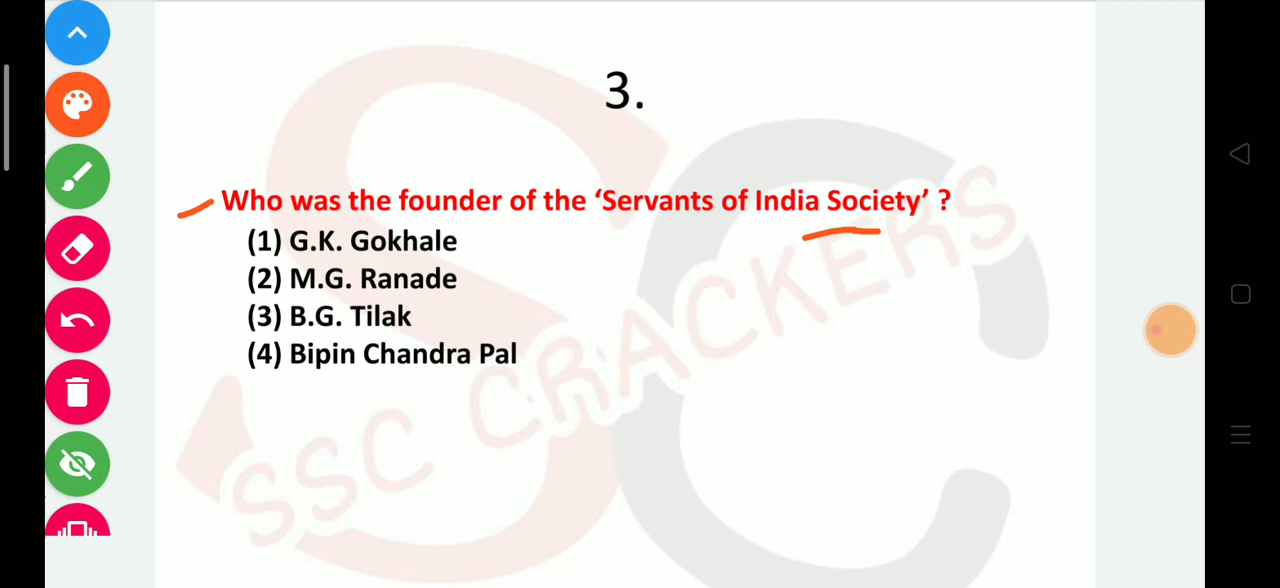 3.
Who was the founder of the ‘Servants of India Society’ ?
(1) G.K. Gokhale
(2) M.G. Ranade
(3) B.G. Tilak
(4) Bipin Chandra Pal
SSC CRACKERS